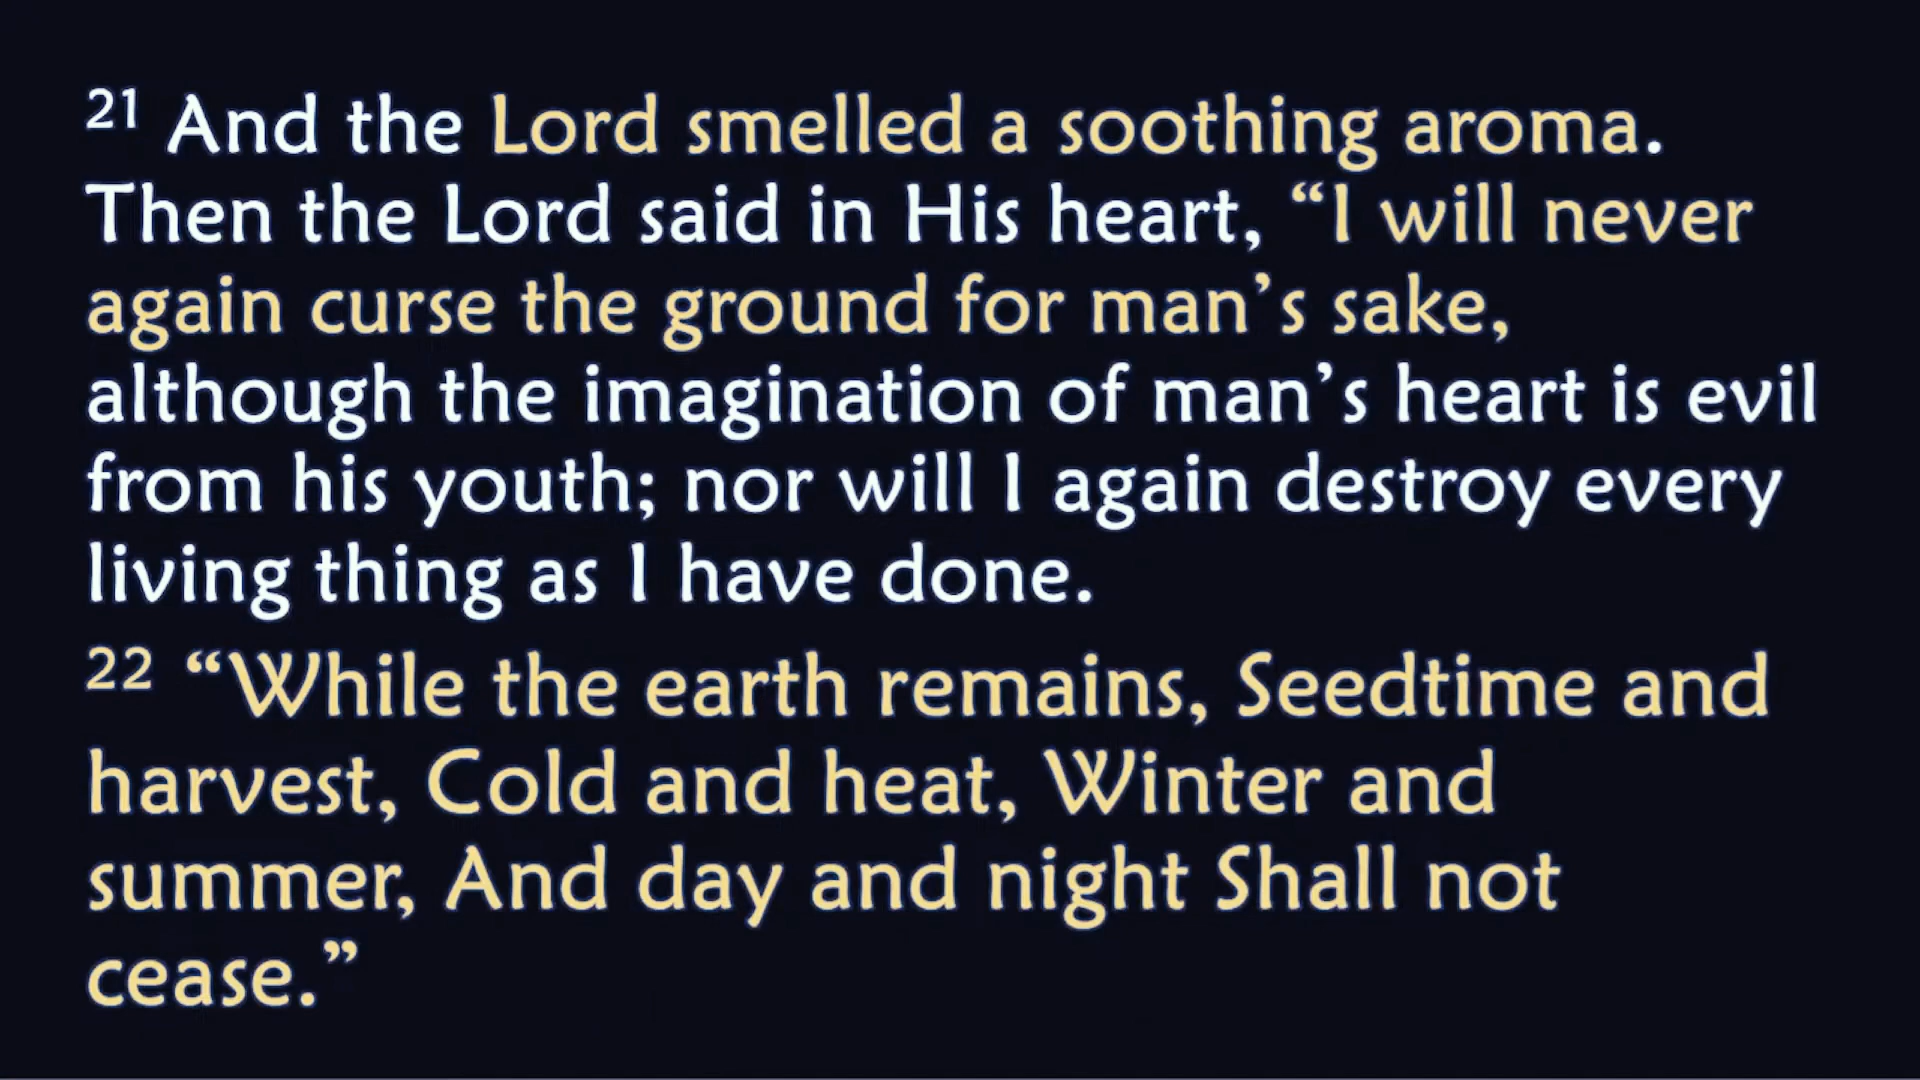 21 And the Lord smelled a soothing aroma.
Then the Lord said in His heart, “I will never
again curse the ground for man’s sake,
although the imagination of man’s heart is evil
from his youth; nor will I again destroy every
living thing as I have done.
22 “While the earth remains, Seedtime and
harvest, Cold and heat, Winter and
summer, And day and night Shall not
cease.”